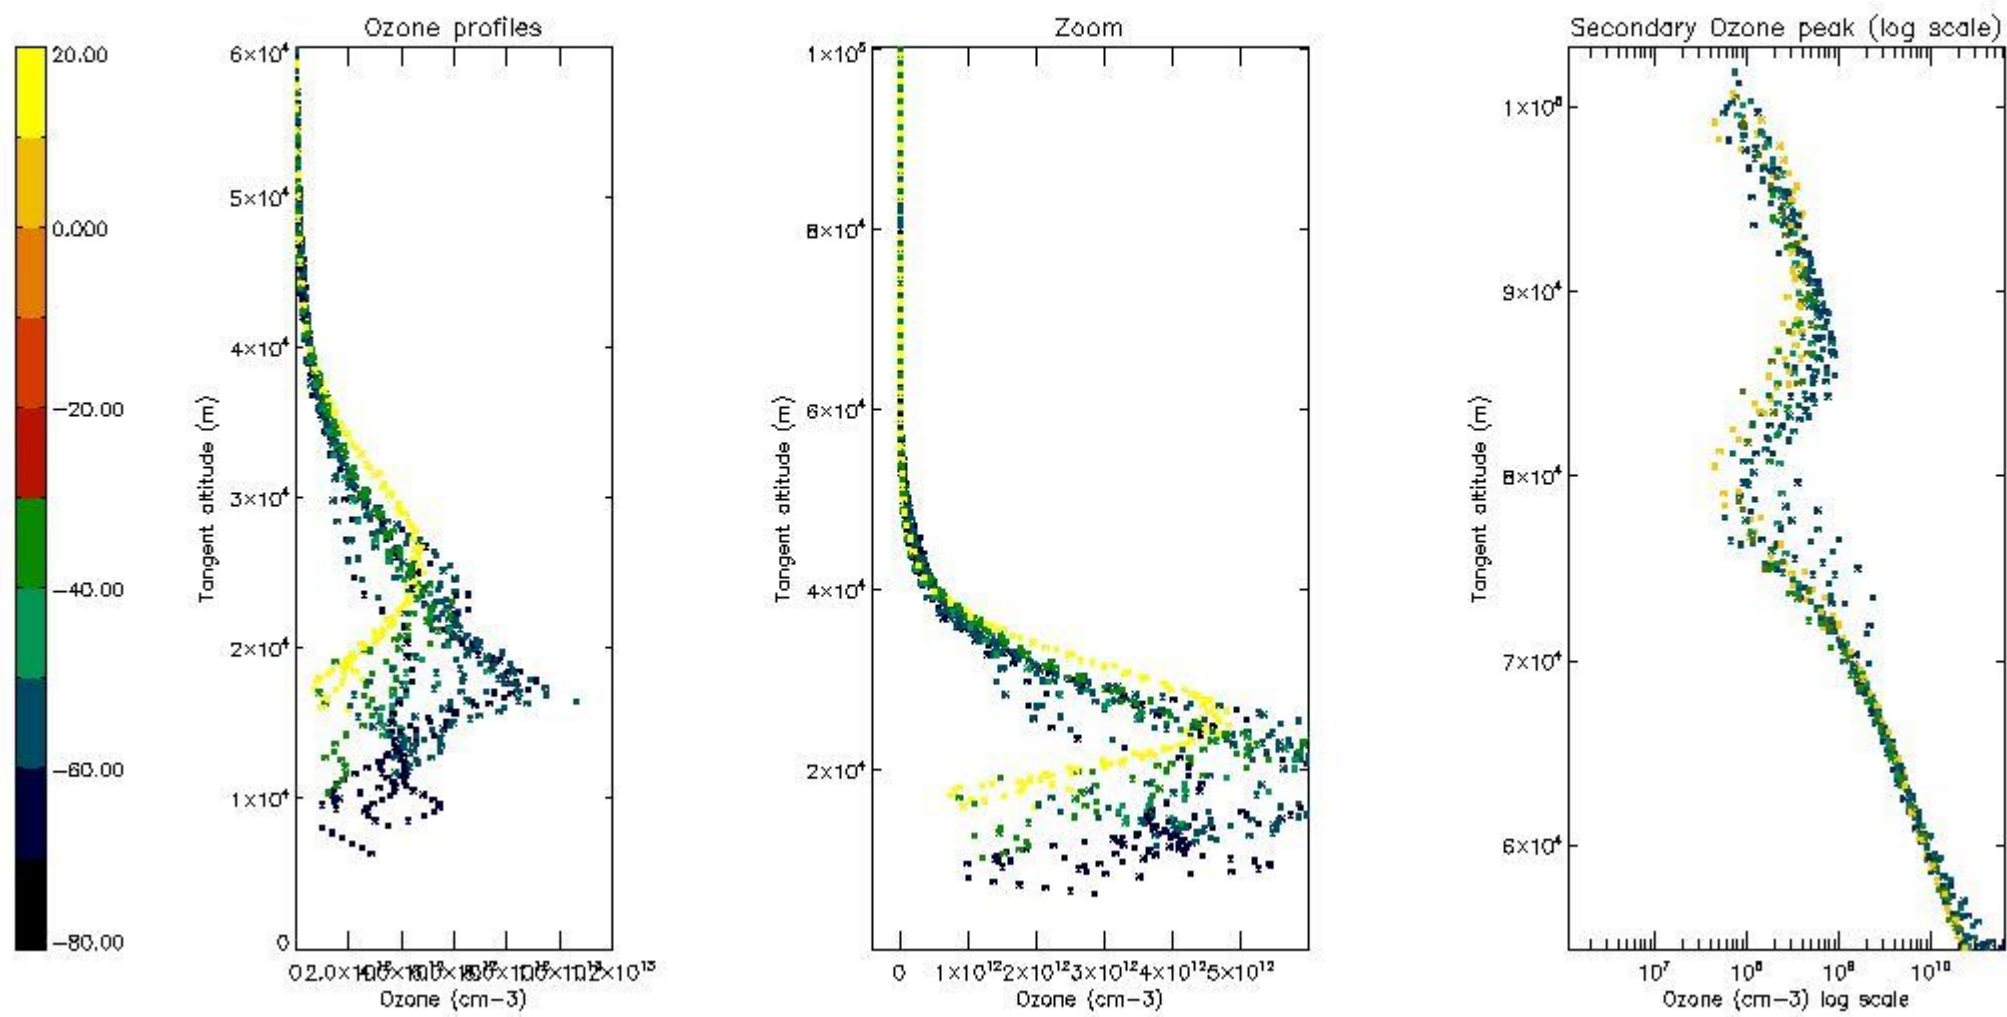 Ozone profiles
Zoom
Secondary Ozone peak (log scale)
20.00
0.000
−20.00
−40.00
−60.00
−80.00
6×10⁴
5×10⁴
4×10⁴
3×10⁴
2×10⁴
1×10⁴
0
Tangent altitude (m)
Ozone (cm−3)
1×10⁵
8×10⁴
6×10⁴
4×10⁴
2×10⁴
Tangent altitude (m)
0 1×10¹² 2×10¹² 3×10¹² 4×10¹² 5×10¹²
Ozone (cm−3)
1×10⁵
9×10⁴
8×10⁴
7×10⁴
6×10⁴
Tangent altitude (m)
10⁷ 10⁸ 10⁹ 10¹⁰
Ozone (cm−3) log scale